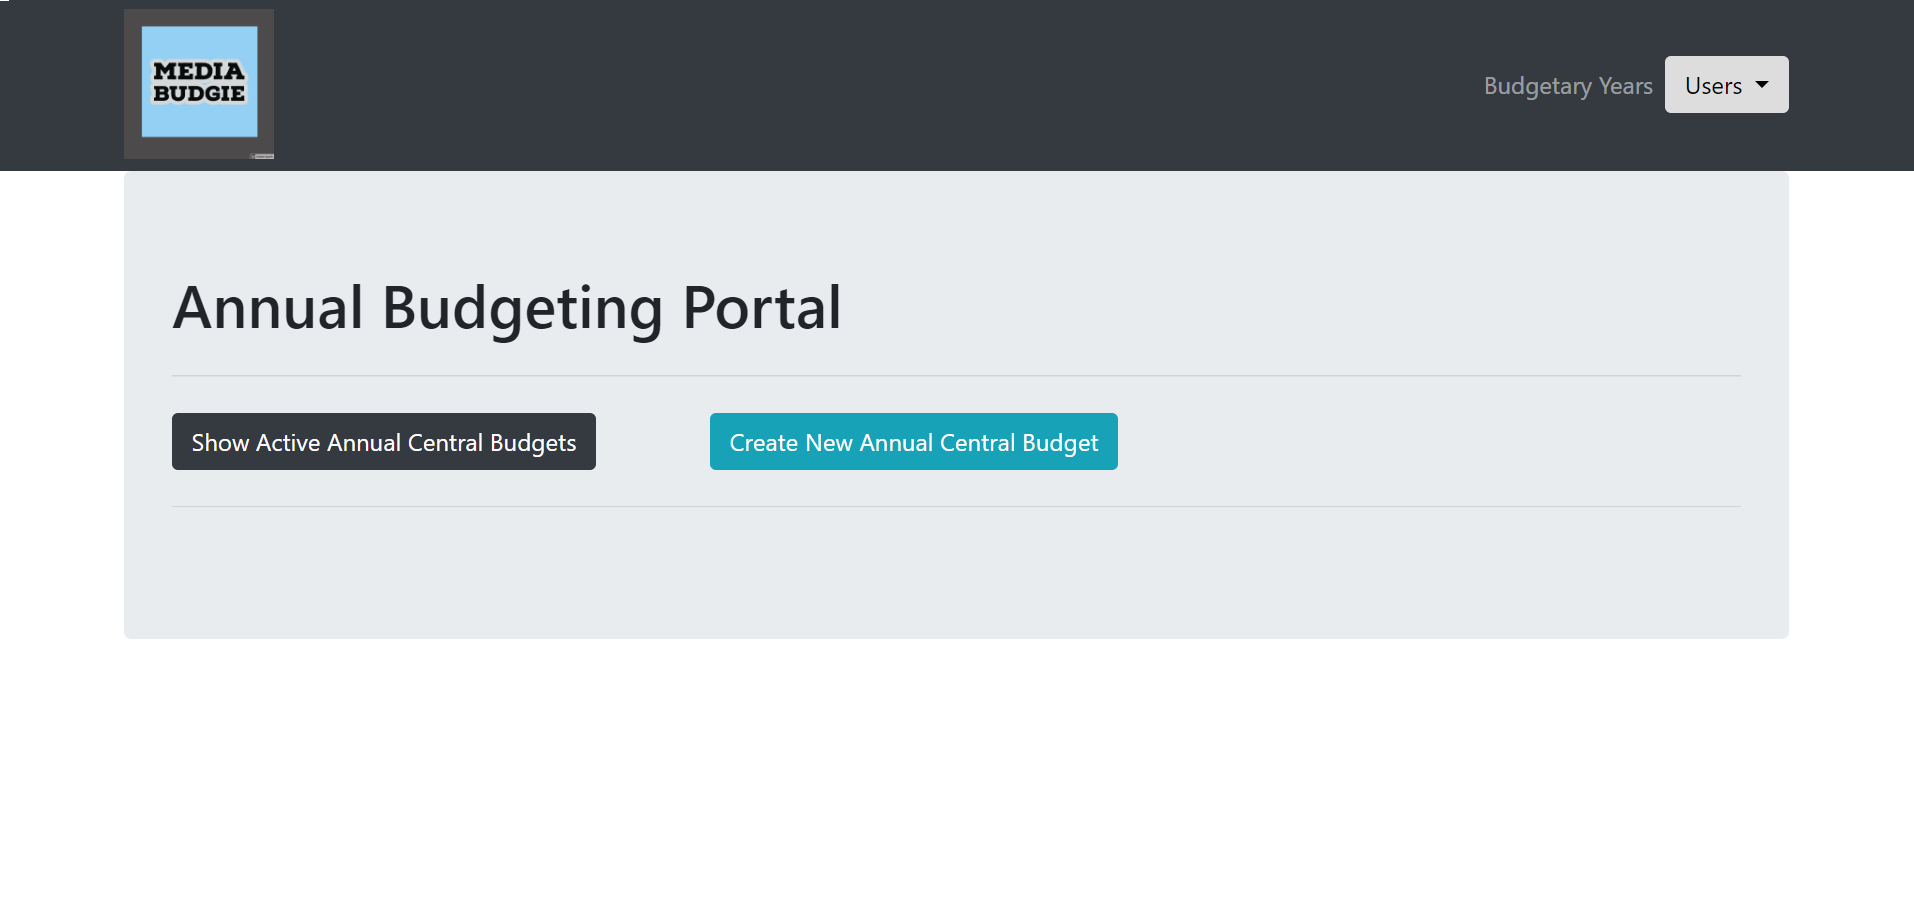 MEDIA
BUDGIE
Budgetary Years
Users
Annual Budgeting Portal
Show Active Annual Central Budgets
Create New Annual Central Budget